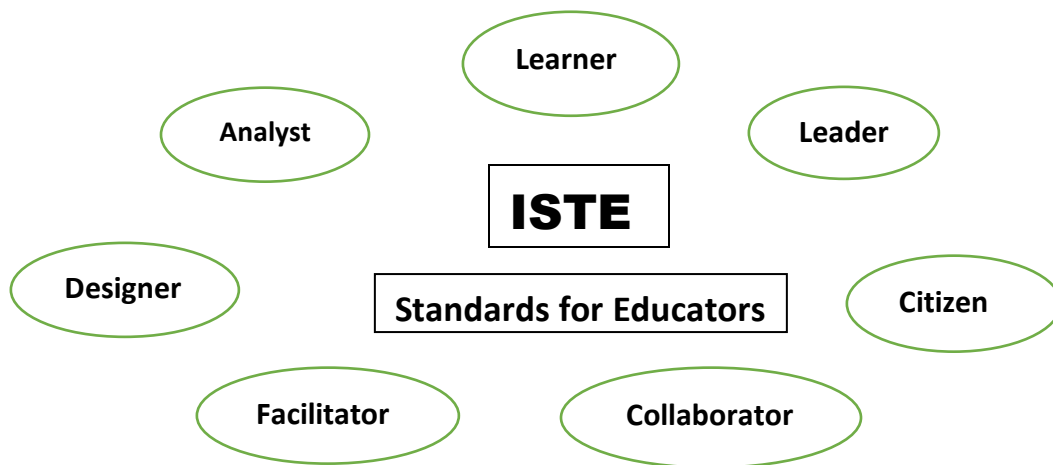 Learner
Analyst
Leader
ISTE
Designer
Standards for Educators
Citizen
Facilitator
Collaborator